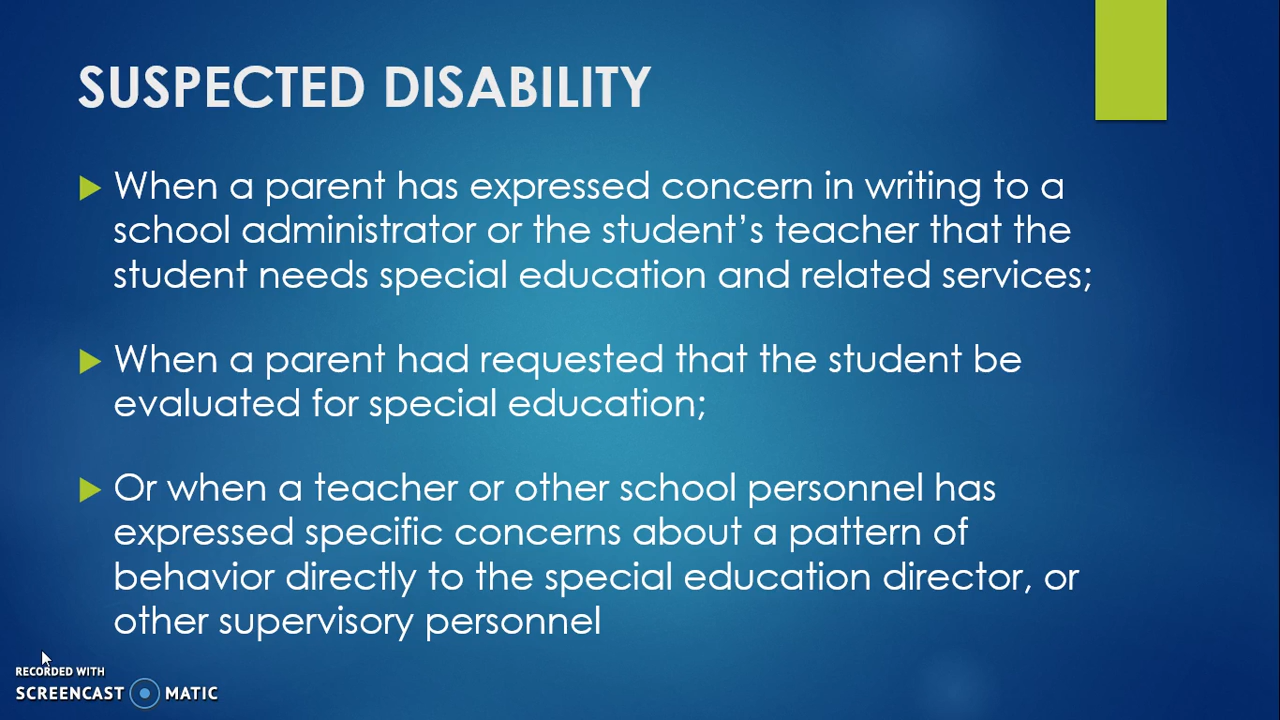 SUSPECTED DISABILITY
When a parent has expressed concern in writing to a
school administrator or the student’s teacher that the
student needs special education and related services;
When a parent had requested that the student be
evaluated for special education;
Or when a teacher or other school personnel has
expressed specific concerns about a pattern of
behavior directly to the special education director, or
other supervisory personnel
RECORDED WITH
SCREENCAST MATIC